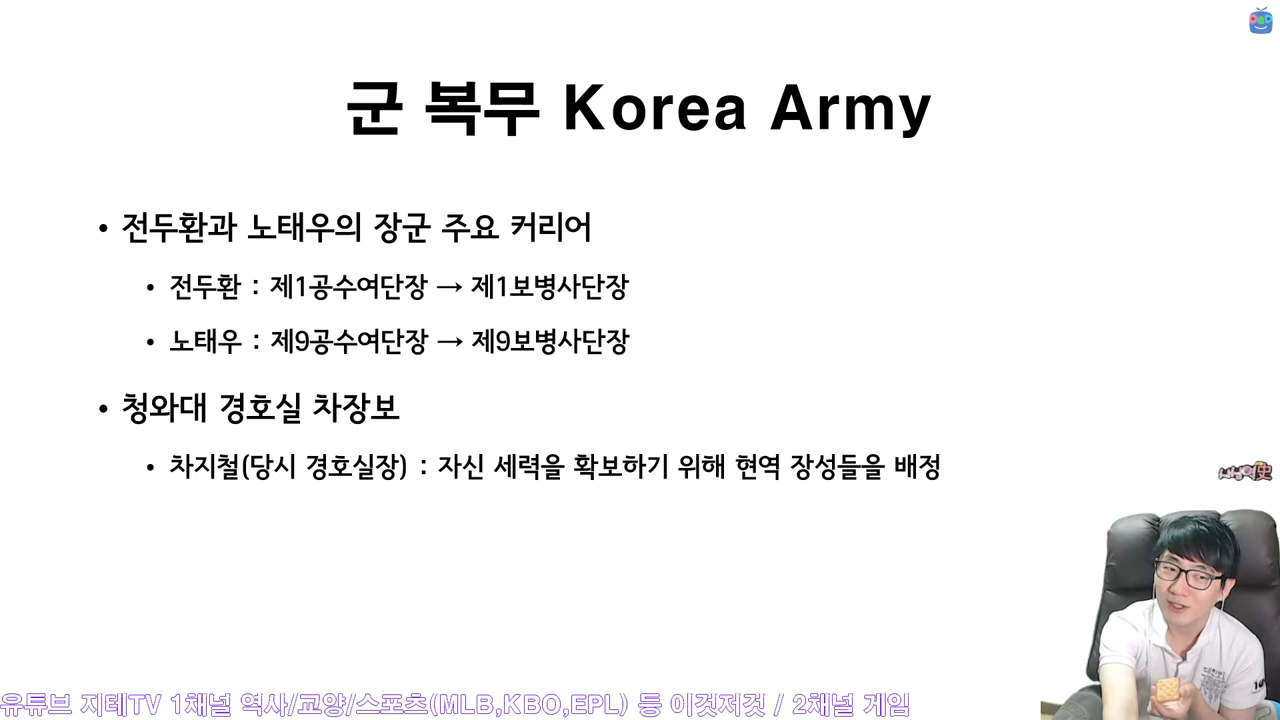 군 복무 Korea Army
• 전두환과 노태우의 장군 주요 커리어
• 전두환 : 제1공수여단장 → 제1보병사단장
• 노태우 : 제9공수여단장 → 제9보병사단장
• 청와대 경호실 차장보
• 차지철(당시 경호실장) : 자신 세력을 확보하기 위해 현역 장성들을 배정
유튜브 지테TV 1채널 역사/교양/스포츠(MLB,KBO,EPL) 등 이것저것 / 2채널 게임